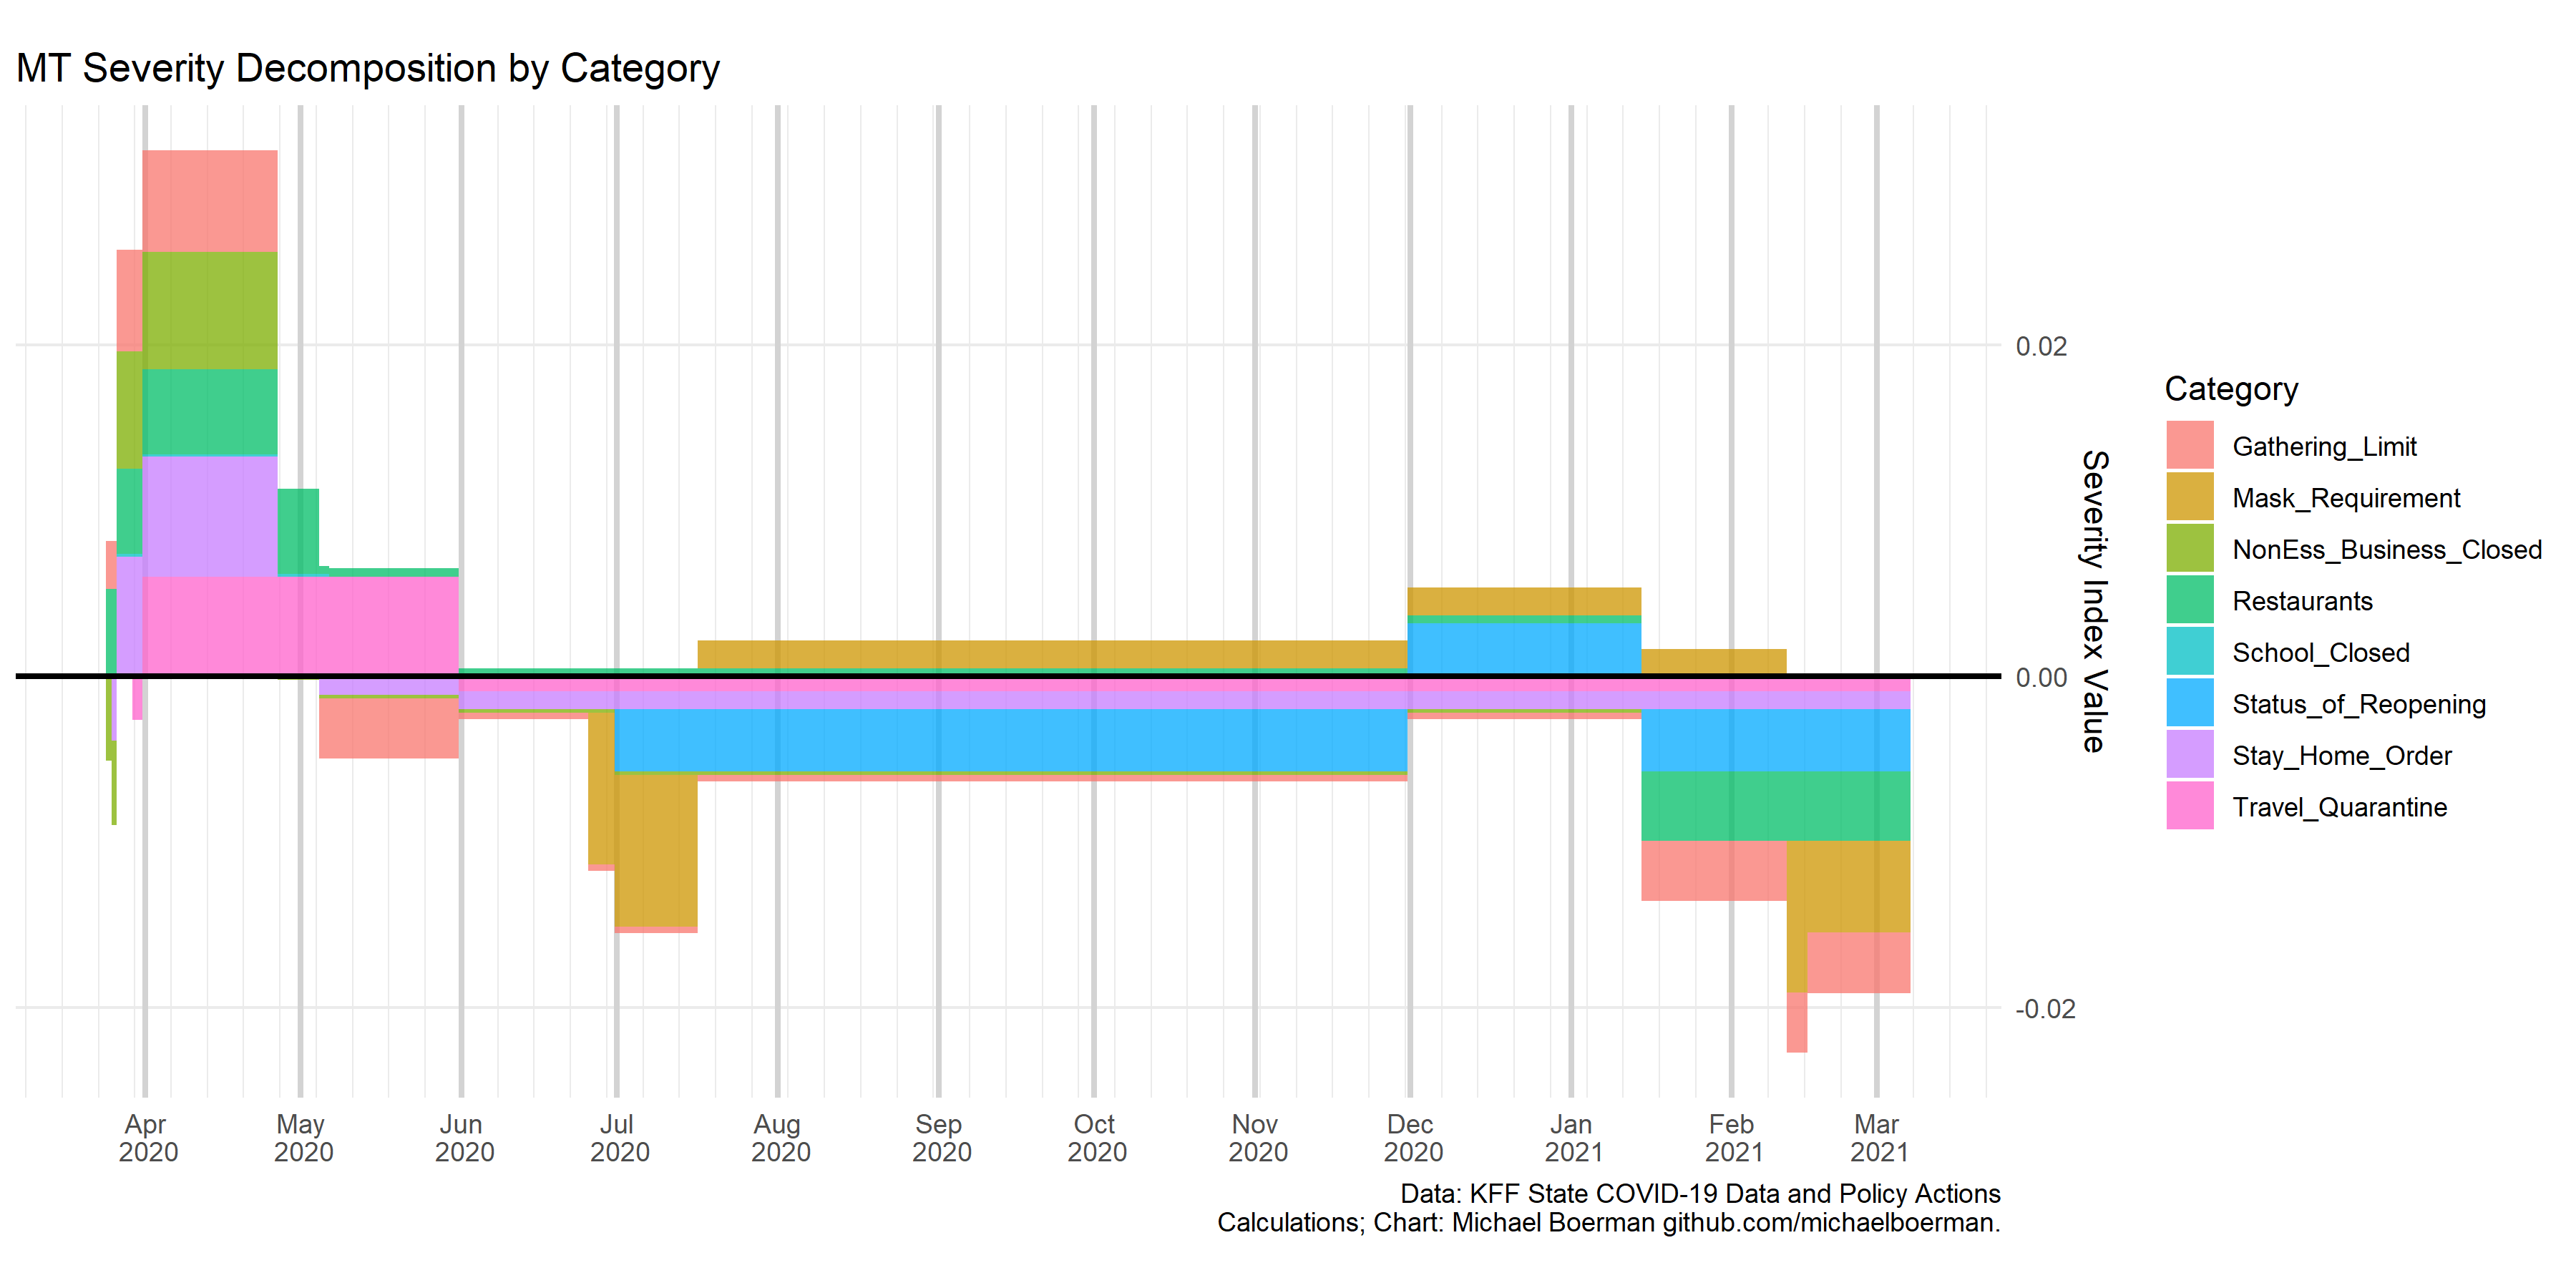 MT Severity Decomposition by Category
0.02
0.00
-0.02
Severity Index Value
Category
Gathering_Limit
Mask_Requirement
NonEss_Business_Closed
Restaurants
School_Closed
Status_of_Reopening
Stay_Home_Order
Travel_Quarantine
Apr May Jun Jul Aug Sep Oct Nov Dec Jan Feb Mar
2020 2020 2020 2020 2020 2020 2020 2020 2020 2021 2021 2021
Data: KFF State COVID-19 Data and Policy Actions
Calculations; Chart: Michael Boerman github.com/michaelboerman.